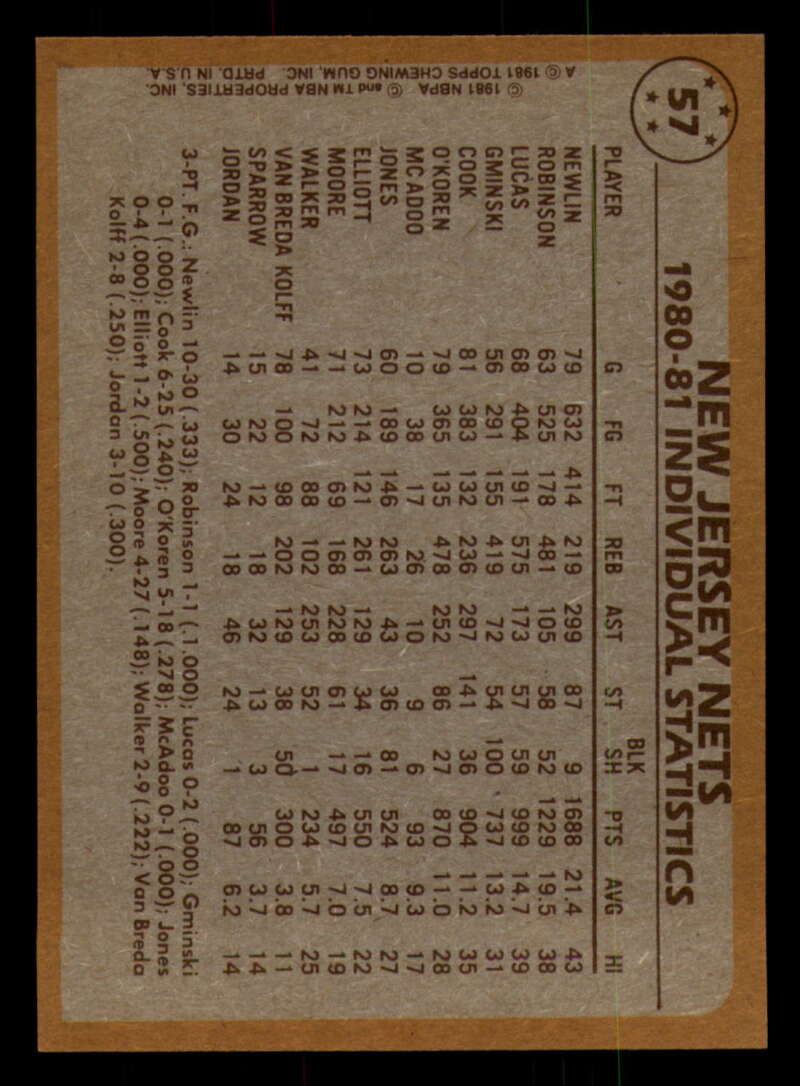 57
NEW JERSEY NETS
1980-81 INDIVIDUAL STATISTICS
PLAYER G FG FT REB AST ST BLK SH PTS AVG HI
NEWLIN 79 632 414 219 299 87 9 1688 21.4 43
ROBINSON 63 525 178 481 105 58 52 1229 19.5 38
LUCAS 68 404 191 575 173 57 59 999 14.7 39
GMINSKI 56 291 155 419 72 54 100 737 13.2 31
COOK 81 383 132 236 297 141 36 904 11.2 35
O'KOREN 79 365 135 478 252 86 27 870 11.0 28
MC ADOO 10 38 17 26 10 9 6 93 9.3 17
JONES 60 189 146 263 43 36 81 524 8.7 27
ELLIOTT 73 214 121 261 129 34 16 550 7.5 22
MOORE 71 212 69 168 228 61 17 497 7.0 19
WALKER 41 72 88 102 253 52 1 234 5.7 25
VAN BREDA KOLFF 78 100 98 202 129 38 50 300 3.8 11
SPARROW 15 22 12 18 32 13 3 56 3.7 14
JORDAN 14 30 24 18 46 24 1 87 6.2 14
3-PT. F.G.: Newlin 10-30 (.333); Robinson 1-1 (.1.000); Lucas 0-2 (.000); Gminski
0-1 (.000); Cook 6-25 (.240); O'Koren 5-18 (.278); McAdoo 0-1 (.000); Jones
0-4 (.000); Elliott 1-2 (.500); Moore 4-27 (.148); Walker 2-9 (.222); Van Breda
Kolff 2-8 (.250); Jordan 3-10 (.300).
© 1981 NBPA © and TM NBA PROPERTIES, INC.
A © 1981 TOPPS CHEWING GUM, INC. PRTD. IN U.S.A.